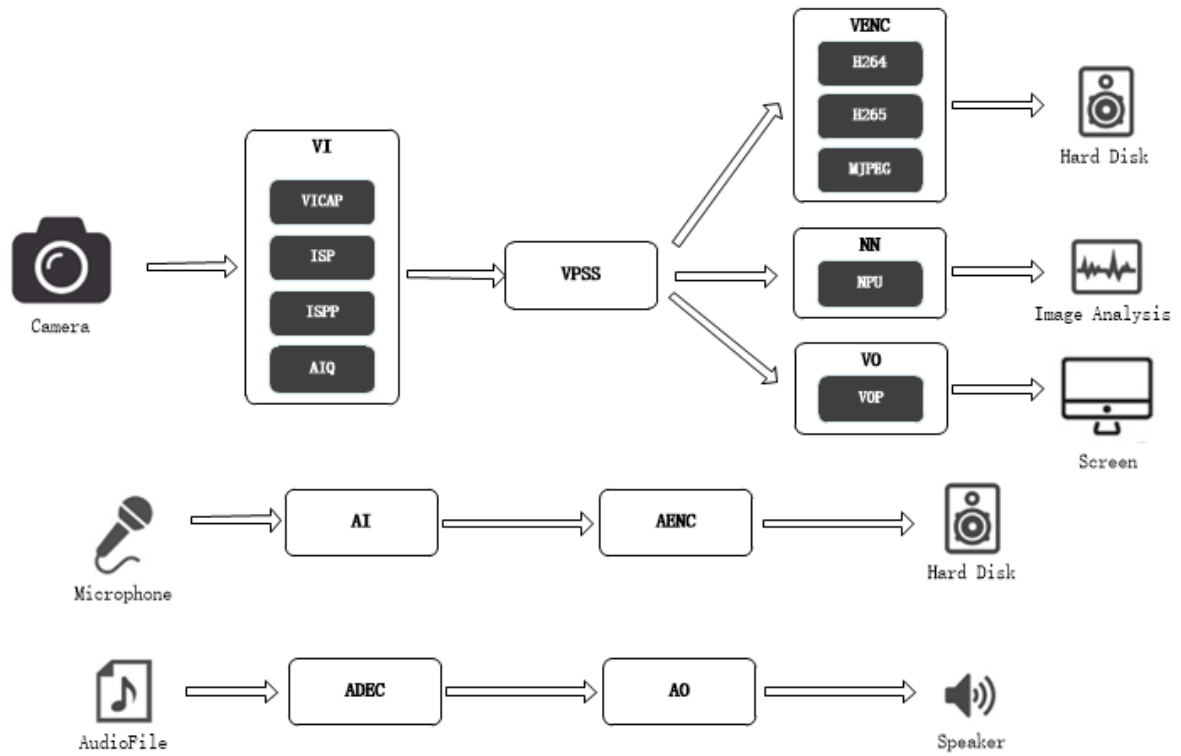 VENC
H264
H265
MJPEG
Hard Disk
VI
VICAP
ISP
ISPP
AIQ
Camera
VPSS
NN
NPU
Image Analysis
VO
VOP
Screen
Microphone
AI
AENC
Hard Disk
AudioFile
ADEC
AO
Speaker